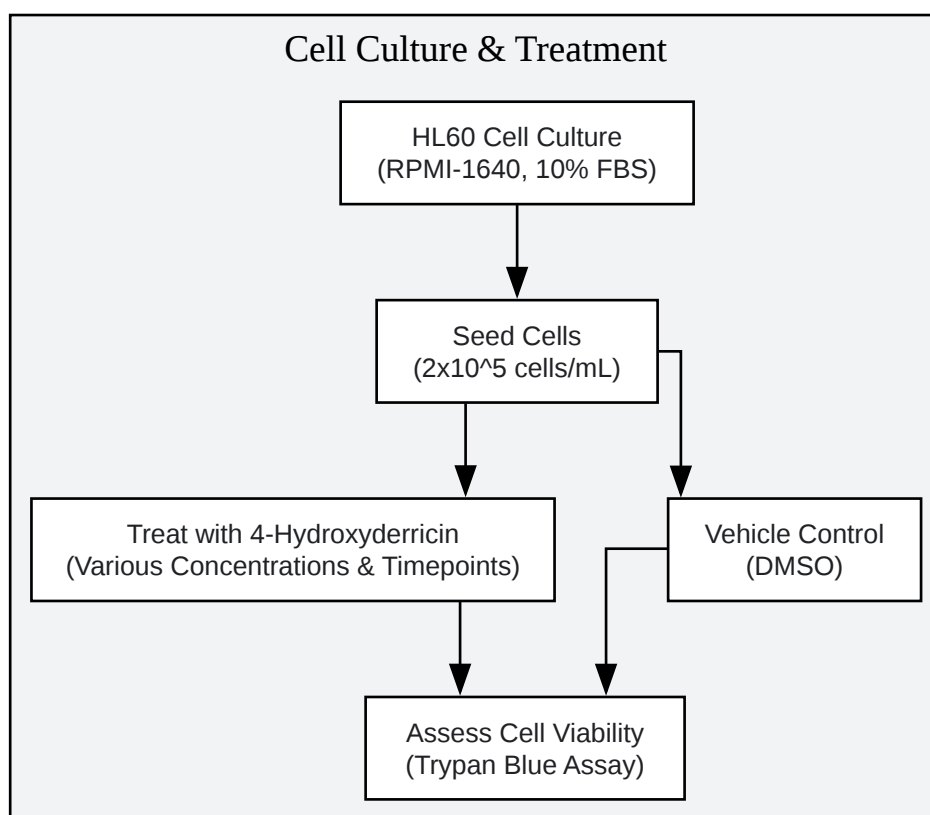 Cell Culture & Treatment
HL60 Cell Culture
(RPMI-1640, 10% FBS)
Seed Cells
(2x10^5 cells/mL)
Treat with 4-Hydroxyderricin
(Various Concentrations & Timepoints)
Vehicle Control
(DMSO)
Assess Cell Viability
(Trypan Blue Assay)